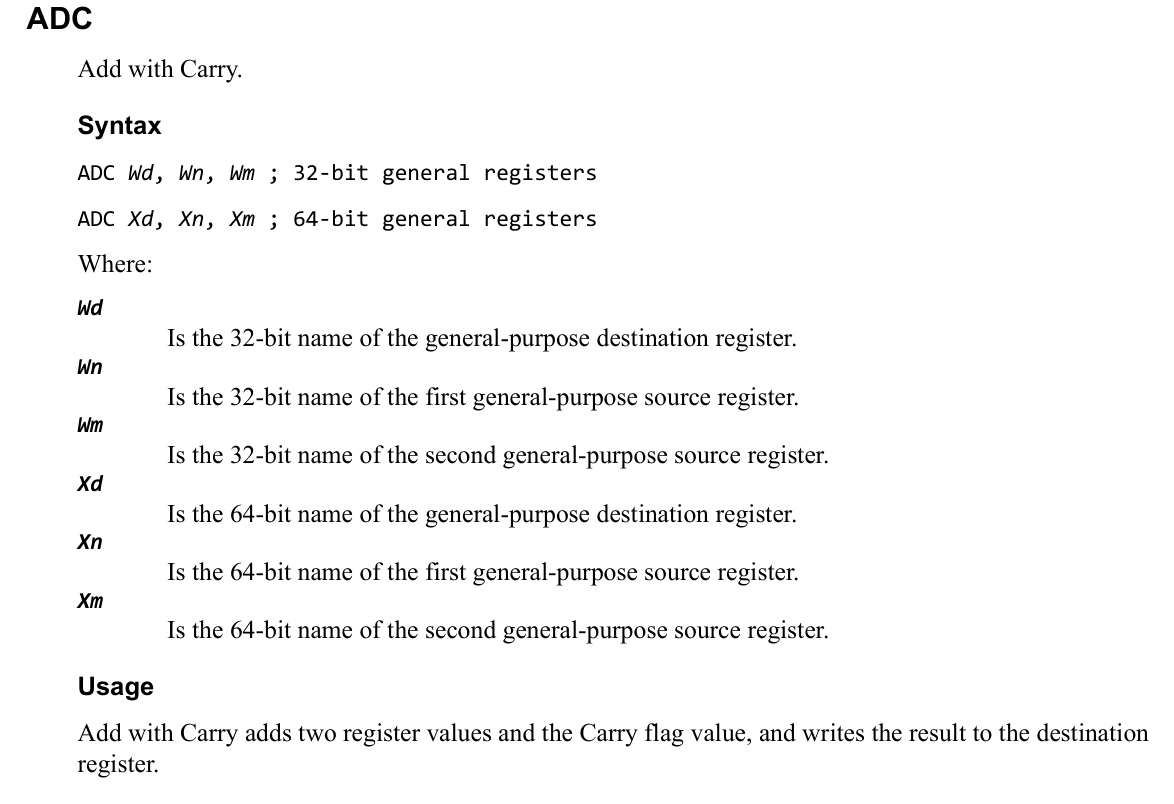 ADC
Add with Carry.
Syntax
ADC Wd, Wn, Wm ; 32-bit general registers
ADC Xd, Xn, Xm ; 64-bit general registers
Where:
Wd
Is the 32-bit name of the general-purpose destination register.
Wn
Is the 32-bit name of the first general-purpose source register.
Wm
Is the 32-bit name of the second general-purpose source register.
Xd
Is the 64-bit name of the general-purpose destination register.
Xn
Is the 64-bit name of the first general-purpose source register.
Xm
Is the 64-bit name of the second general-purpose source register.
Usage
Add with Carry adds two register values and the Carry flag value, and writes the result to the destination
register.